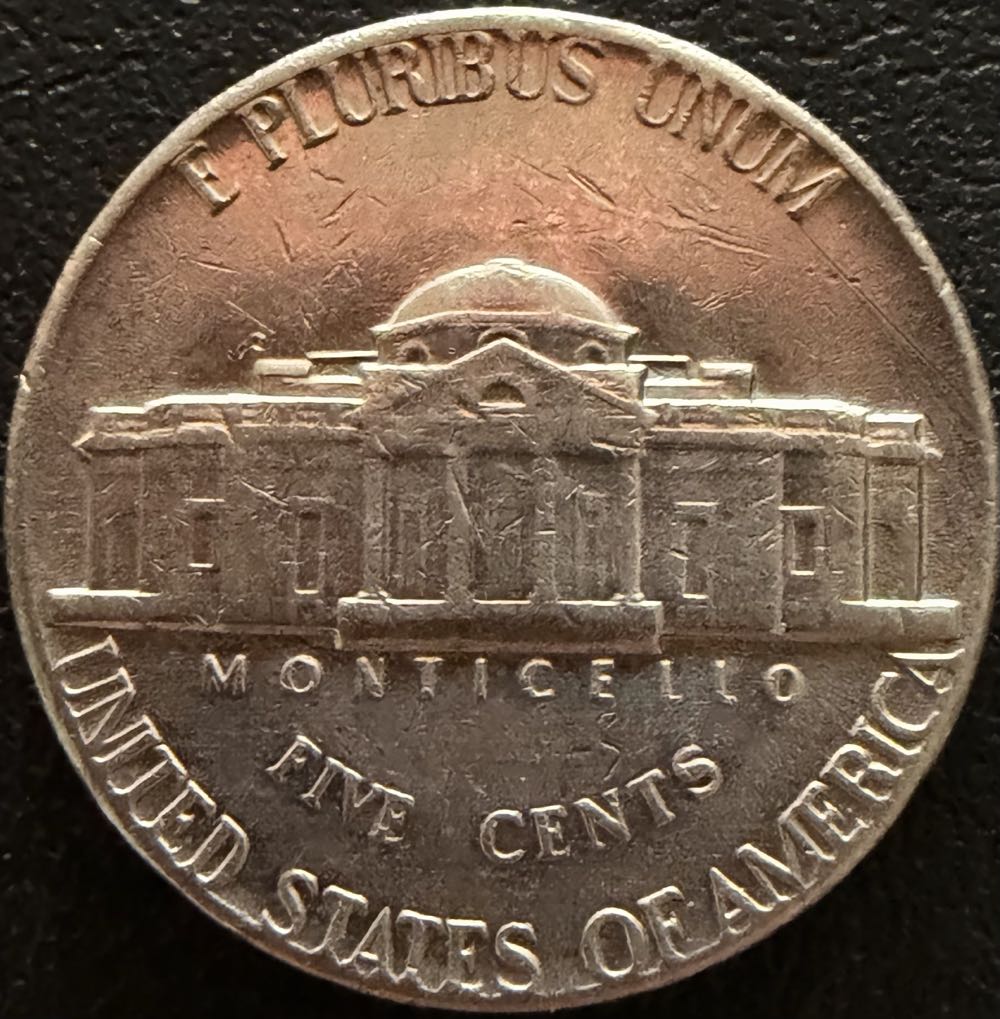 E PLURIBUS UNUM
MONTICELLO
FIVE CENTS
UNITED STATES OF AMERICA